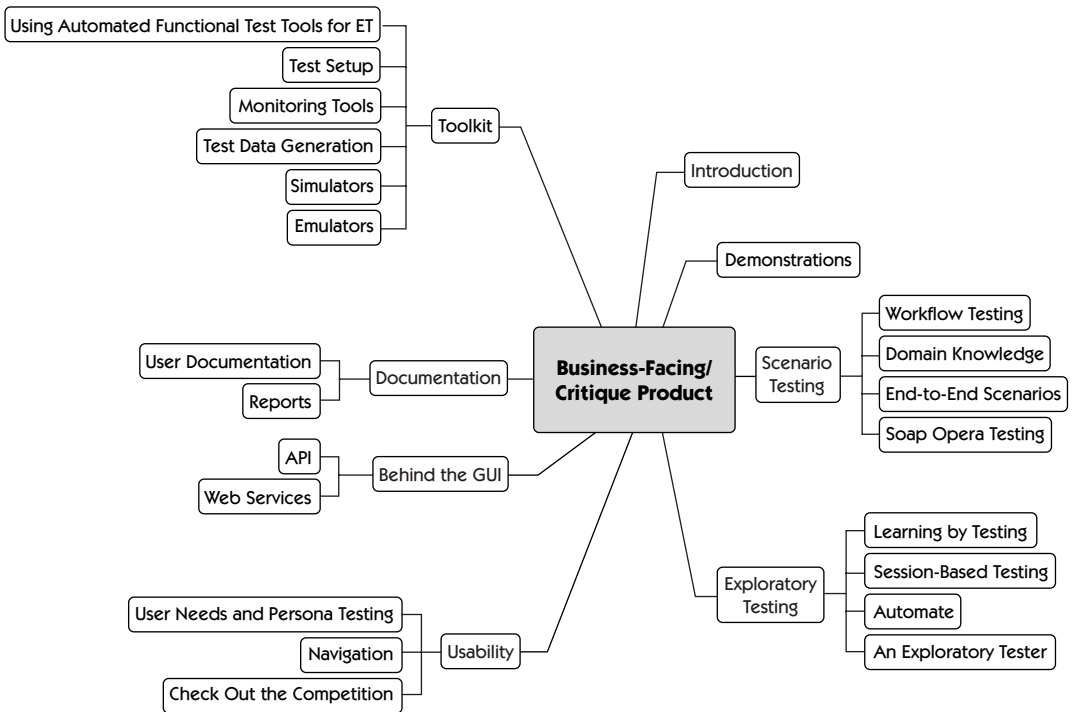 Using Automated Functional Test Tools for ET
Test Setup
Monitoring Tools
Test Data Generation
Simulators
Emulators
Toolkit
Introduction
Demonstrations
Business-Facing/
Critique Product
Scenario
Testing
Workflow Testing
Domain Knowledge
End-to-End Scenarios
Soap Opera Testing
User Documentation
Reports
Documentation
API
Web Services
Behind the GUI
Exploratory
Testing
Learning by Testing
Session-Based Testing
Automate
An Exploratory Tester
User Needs and Persona Testing
Navigation
Check Out the Competition
Usability